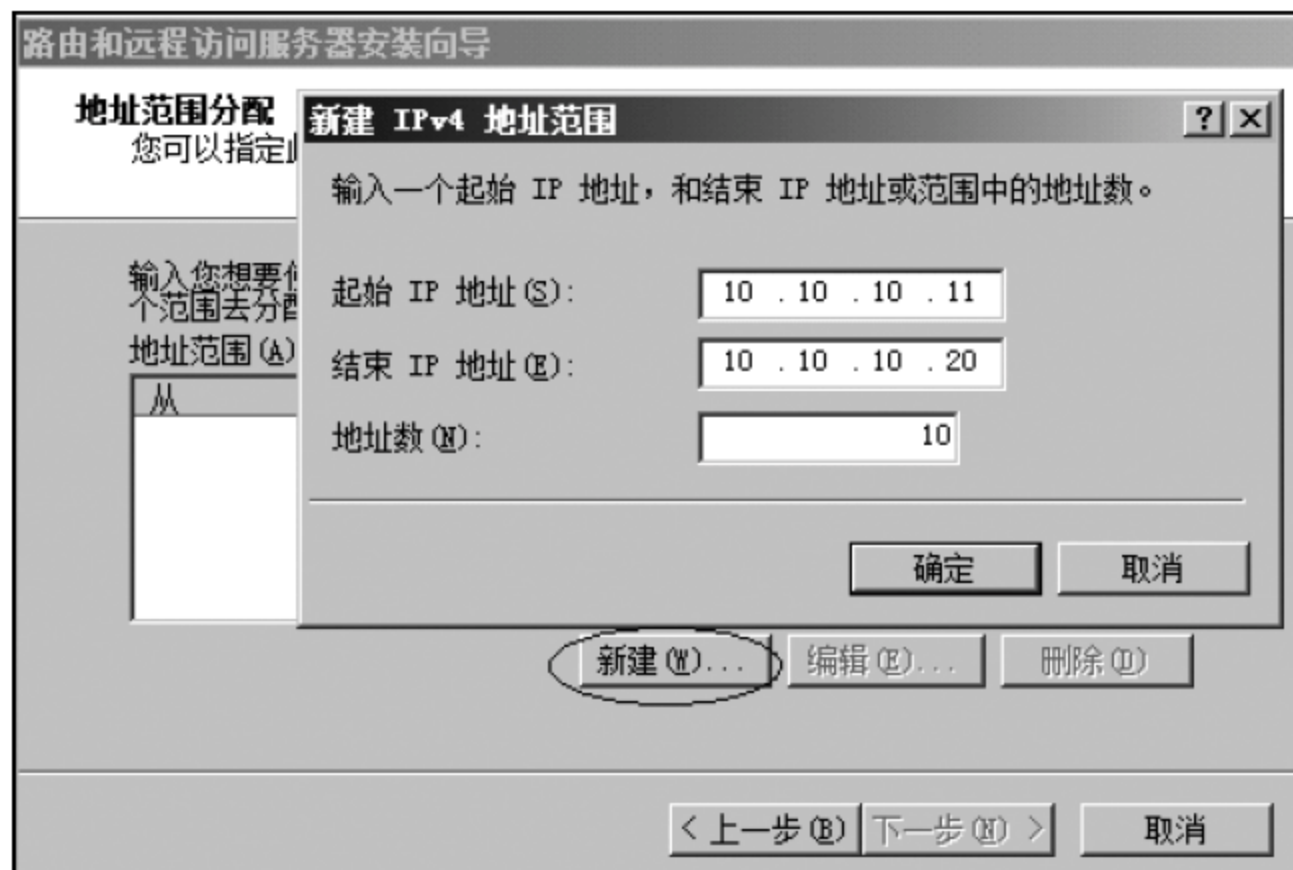 路由和远程访问服务器安装向导
地址范围分配
您可以指定
新建 IPv4 地址范围
输入一个起始 IP 地址，和结束 IP 地址或范围中的地址数。
输入您想要
个范围去分配
地址范围(A)
从
起始 IP 地址(S):
10 . 10 . 10 . 11
结束 IP 地址(E):
10 . 10 . 10 . 20
地址数(N):
10
确定
取消
新建(W)...
编辑(E)...
删除(D)
< 上一步(B)
下一步(N) >
取消